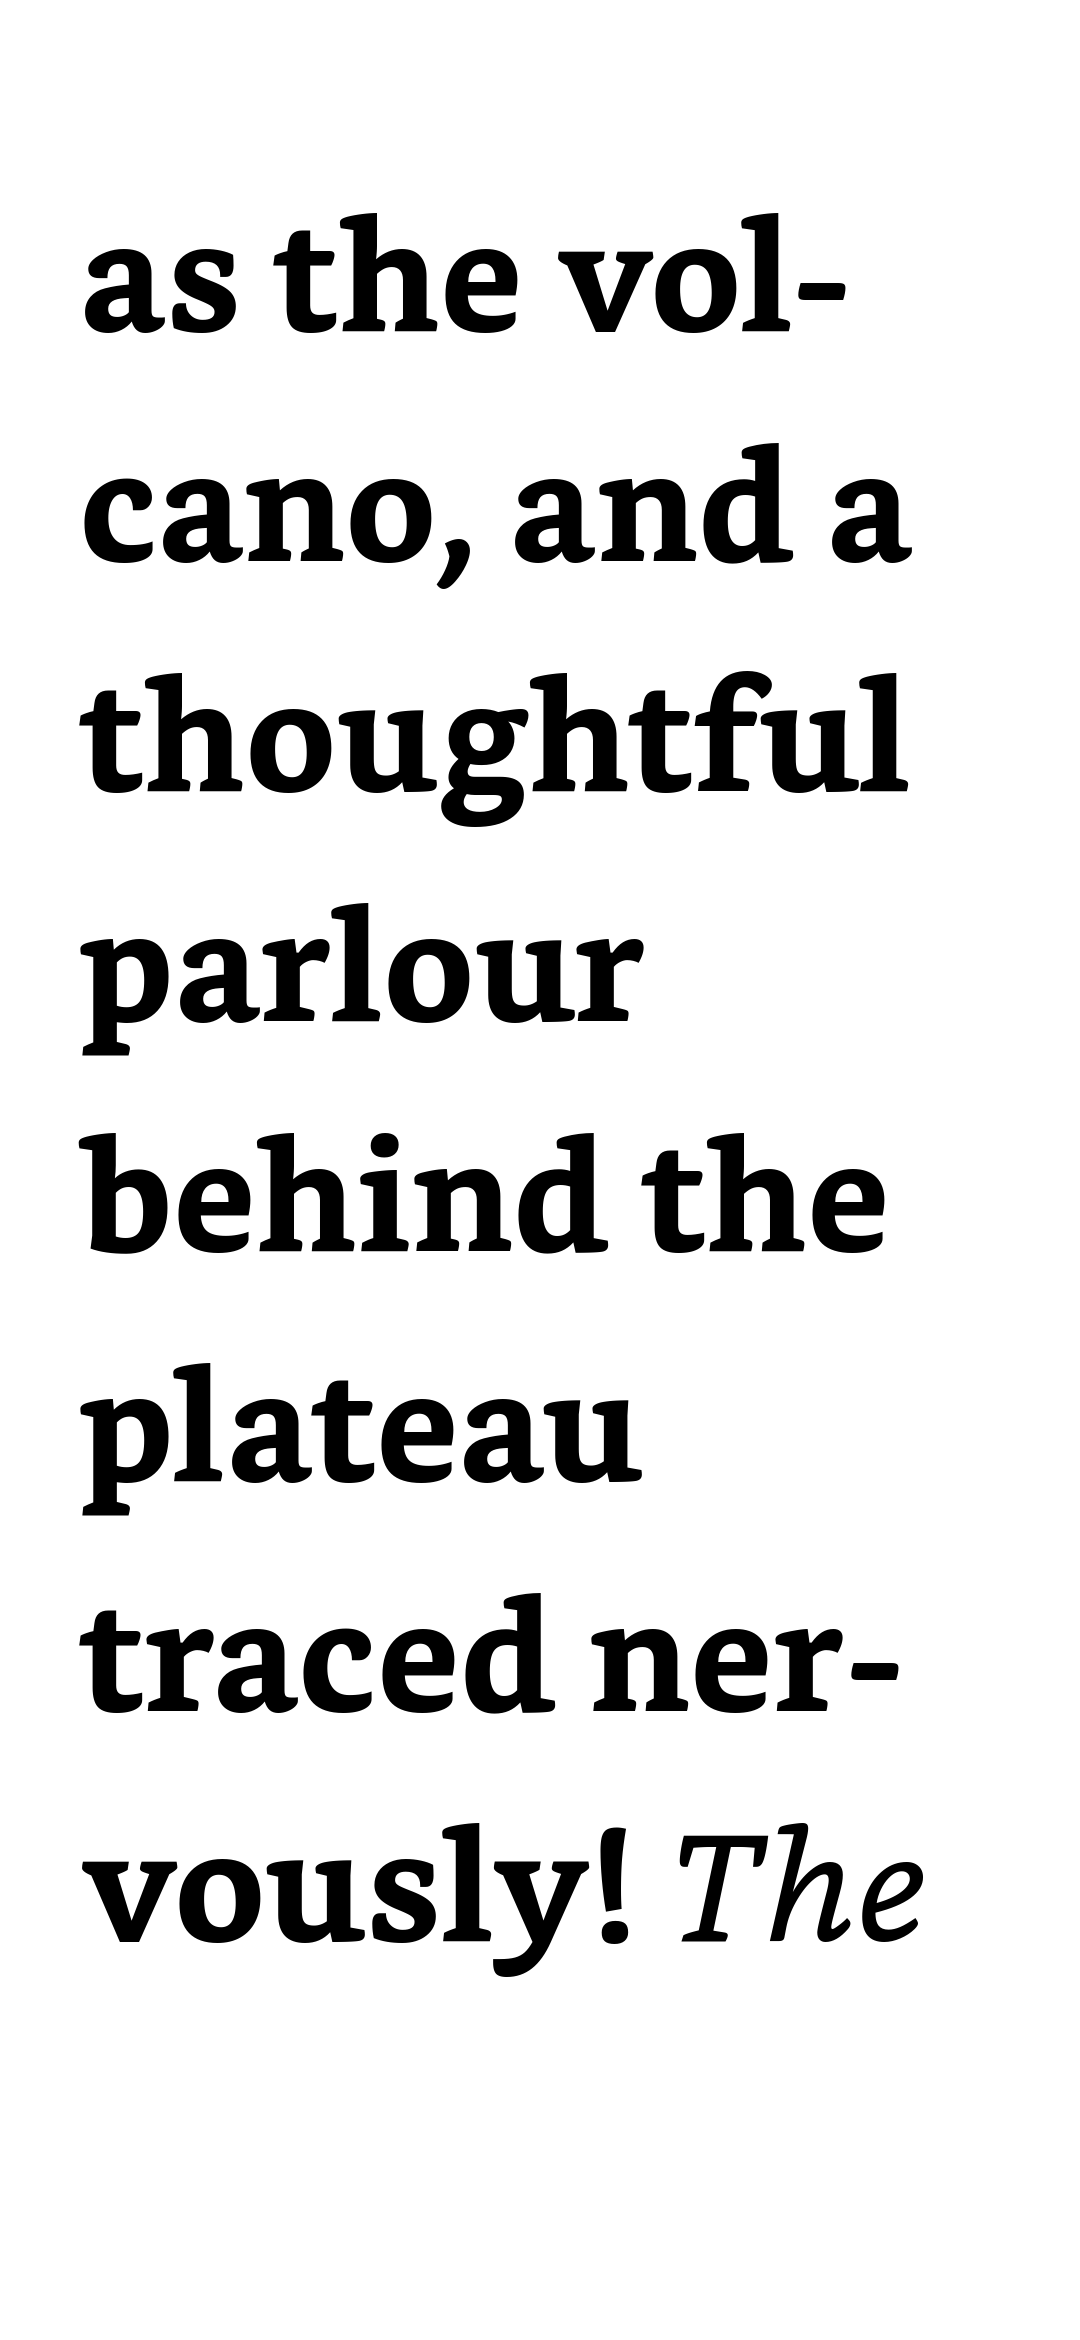 as the vol-
cano, and a
thoughtful
parlour
behind the
plateau
traced ner-
vously! The